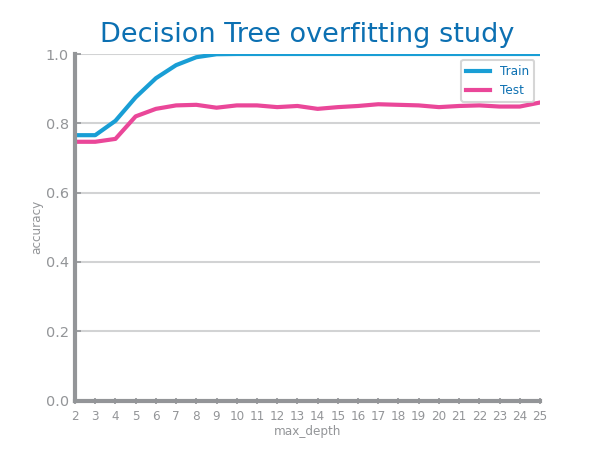 Decision Tree overfitting study
1.0
Train
Test
0.8
0.6
accuracy
0.4
0.2
0.0
2 3 4 5 6 7 8 9 10 11 12 13 14 15 16 17 18 19 20 21 22 23 24 25
max_depth